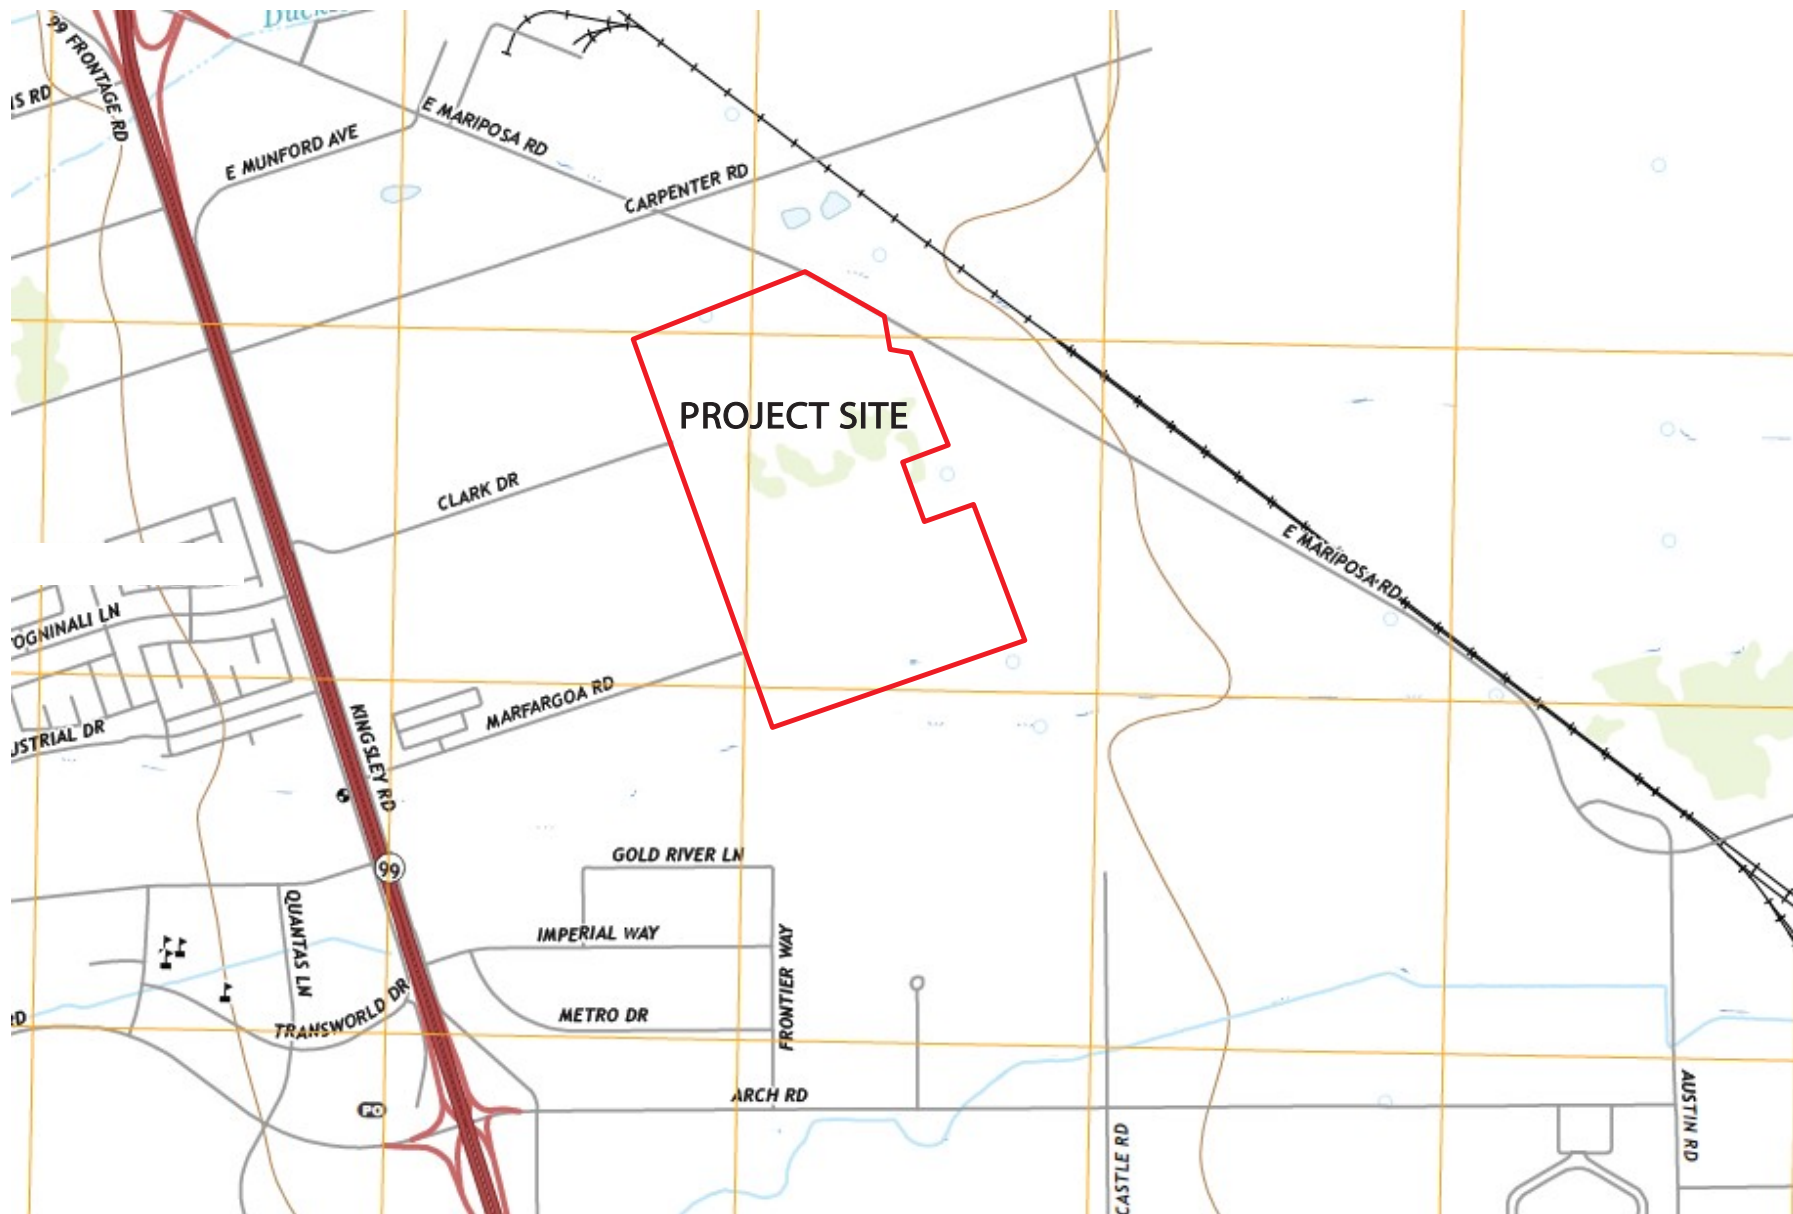 99 FRONTAGE RD
E MUNFORD AVE
E MARIPOSA RD
CARPENTER RD
PROJECT SITE
CLARK DR
E MARIPOSA RD
OGNINALI LN
MARFARGOA RD
USTRIAL DR
KINGSLEY RD
GOLD RIVER LN
99
QUANTAS LN
IMPERIAL WAY
FRONTIER WAY
TRANSWORLD DR
METRO DR
RD
ARCH RD
PO
AUSTIN RD
CASTLE RD